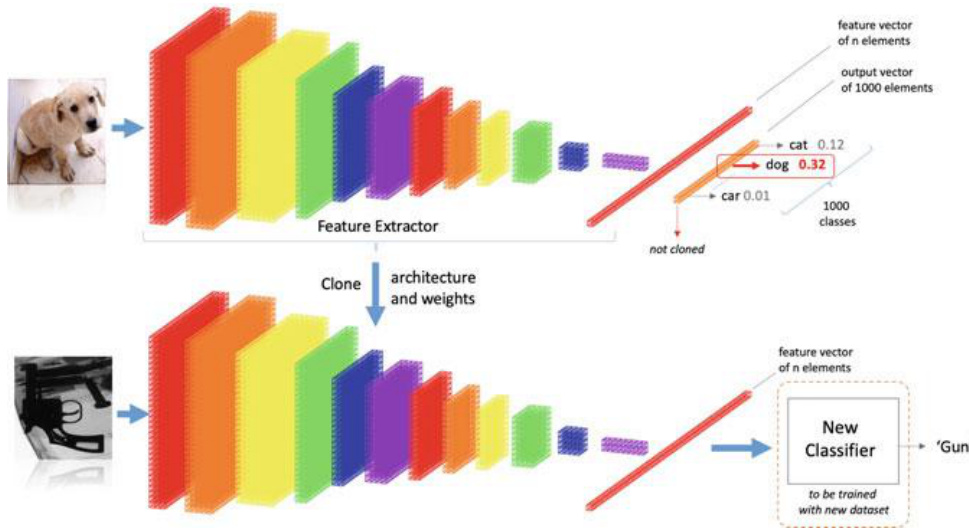 feature vector
of n elements
output vector
of 1000 elements
cat 0.12
dog 0.32
car 0.01
1000
classes
not cloned
Feature Extractor
Clone
architecture
and weights
feature vector
of n elements
New
Classifier
'Gun
to be trained
with new dataset